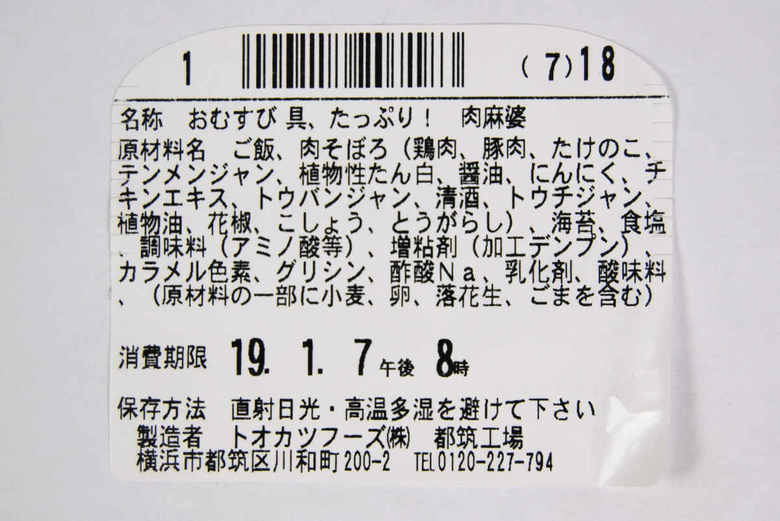 1 (7)18
名称 おむすび 具、たっぷり! 肉麻婆
原材料名 ご飯、肉そぼろ(鶏肉、豚肉、たけのこ、
テンメンジャン、植物性たん白、醤油、にんにく、チ
キンエキス、トウバンジャン、清酒、トウチジャン、
植物油、花椒、こしょう、とうがらし)、海苔、食塩
、調味料(アミノ酸等)、増粘剤(加工デンプン)、
カラメル色素、グリシン、酢酸Na、乳化剤、酸味料
、(原材料の一部に小麦、卵、落花生、ごまを含む)
消費期限 19. 1. 7 午後 8時
保存方法 直射日光・高温多湿を避けて下さい
製造者 トオカツフーズ㈱ 都筑工場
横浜市都筑区川和町200-2 TEL0120-227-794